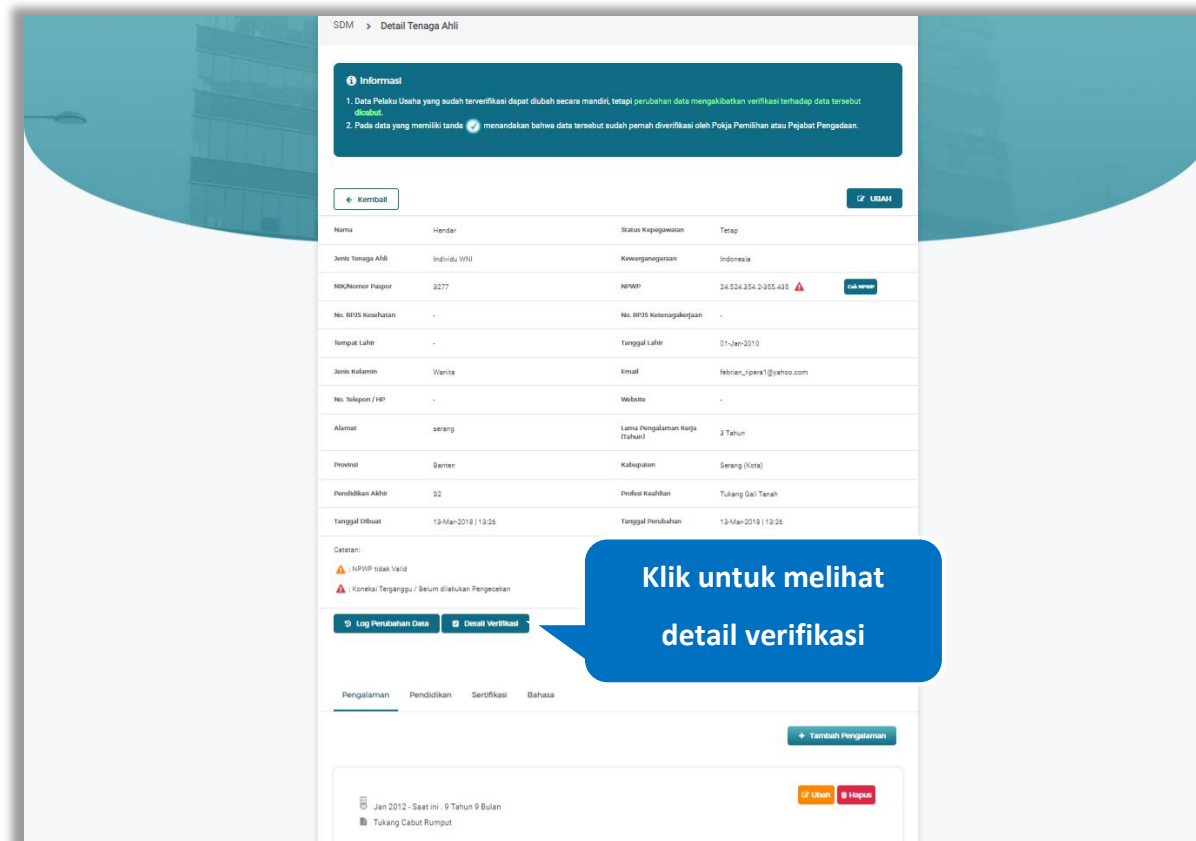 SDM > Detail Tenaga Ahli
Informasi
1. Data Pelaku Usaha yang sudah terverifikasi dapat diubah secara mandiri, tetapi perubahan data mengakibatkan verifikasi terhadap data tersebut
dicabut.
2. Pada data yang memiliki tanda menandakan bahwa data tersebut sudah pernah diverifikasi oleh Pokja Pemilihan atau Pejabat Pengadaan.
Kembali UBAH
Nama Hendar Status Kepegawaian Tetap
Jenis Tenaga Ahli Individu WNI Kewarganegaraan Indonesia
NIK/Nomor Paspor 3277 NPWP 24.524.354.2-355.435 Cek NPWP
No. BPJS Kesehatan - No. BPJS Ketenagakerjaan -
Tempat Lahir - Tanggal Lahir 01-Jan-2010
Jenis Kelamin Wanita Email febrian_ripera1@yahoo.com
No. Telepon / HP - Website -
Alamat serang Lama Pengalaman Kerja
(Tahun) 3 Tahun
Provinsi Banten Kabupaten Serang (Kota)
Pendidikan Akhir S2 Profesi Keahlian Tukang Gali Tanah
Tanggal Dibuat 13-Mar-2018 | 13:26 Tanggal Perubahan 13-Mar-2018 | 13:26
Catatan:
: NPWP tidak Valid
: Koneksi Terganggu / Belum dilakukan Pengecekan
Klik untuk melihat
detail verifikasi
Log Perubahan Data Detail Verifikasi
Pengalaman Pendidikan Sertifikasi Bahasa
+ Tambah Pengalaman
Ubah Hapus
Jan 2012 - Saat ini . 9 Tahun 9 Bulan
Tukang Cabut Rumput